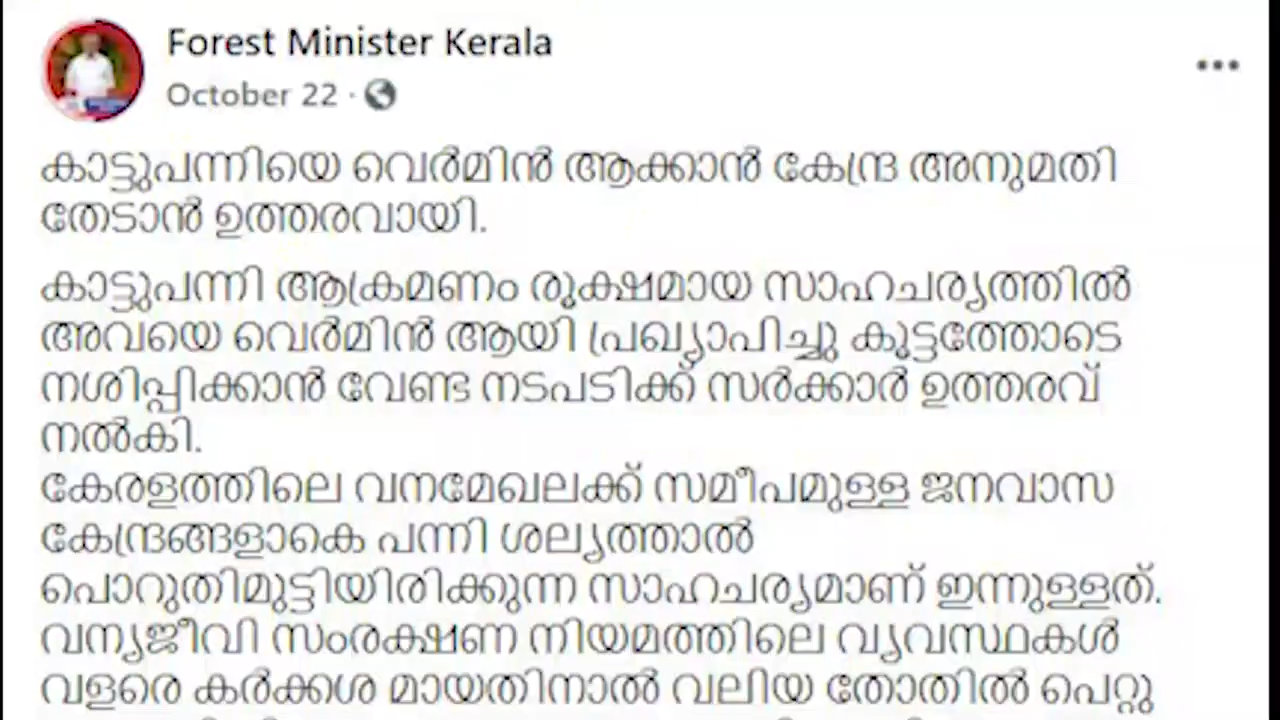 Forest Minister Kerala
October 22 ·
കാട്ടുപന്നിയെ വെർമിൻ ആക്കാൻ കേന്ദ്ര അനുമതി
തേടാൻ ഉത്തരവായി.
കാട്ടുപന്നി ആക്രമണം രൂക്ഷമായ സാഹചര്യത്തിൽ
അവയെ വെർമിൻ ആയി പ്രഖ്യാപിച്ചു കൂട്ടത്തോടെ
നശിപ്പിക്കാൻ വേണ്ട നടപടിക്ക് സർക്കാർ ഉത്തരവ്
നൽകി.
കേരളത്തിലെ വനമേഖലക്ക് സമീപമുള്ള ജനവാസ
കേന്ദ്രങ്ങളാകെ പന്നി ശല്യത്താൽ
പൊറുതിമുട്ടിയിരിക്കുന്ന സാഹചര്യമാണ് ഇന്നുള്ളത്.
വന്യജീവി സംരക്ഷണ നിയമത്തിലെ വ്യവസ്ഥകൾ
വളരെ കർക്കശ മായതിനാൽ വലിയ തോതിൽ പെറ്റു